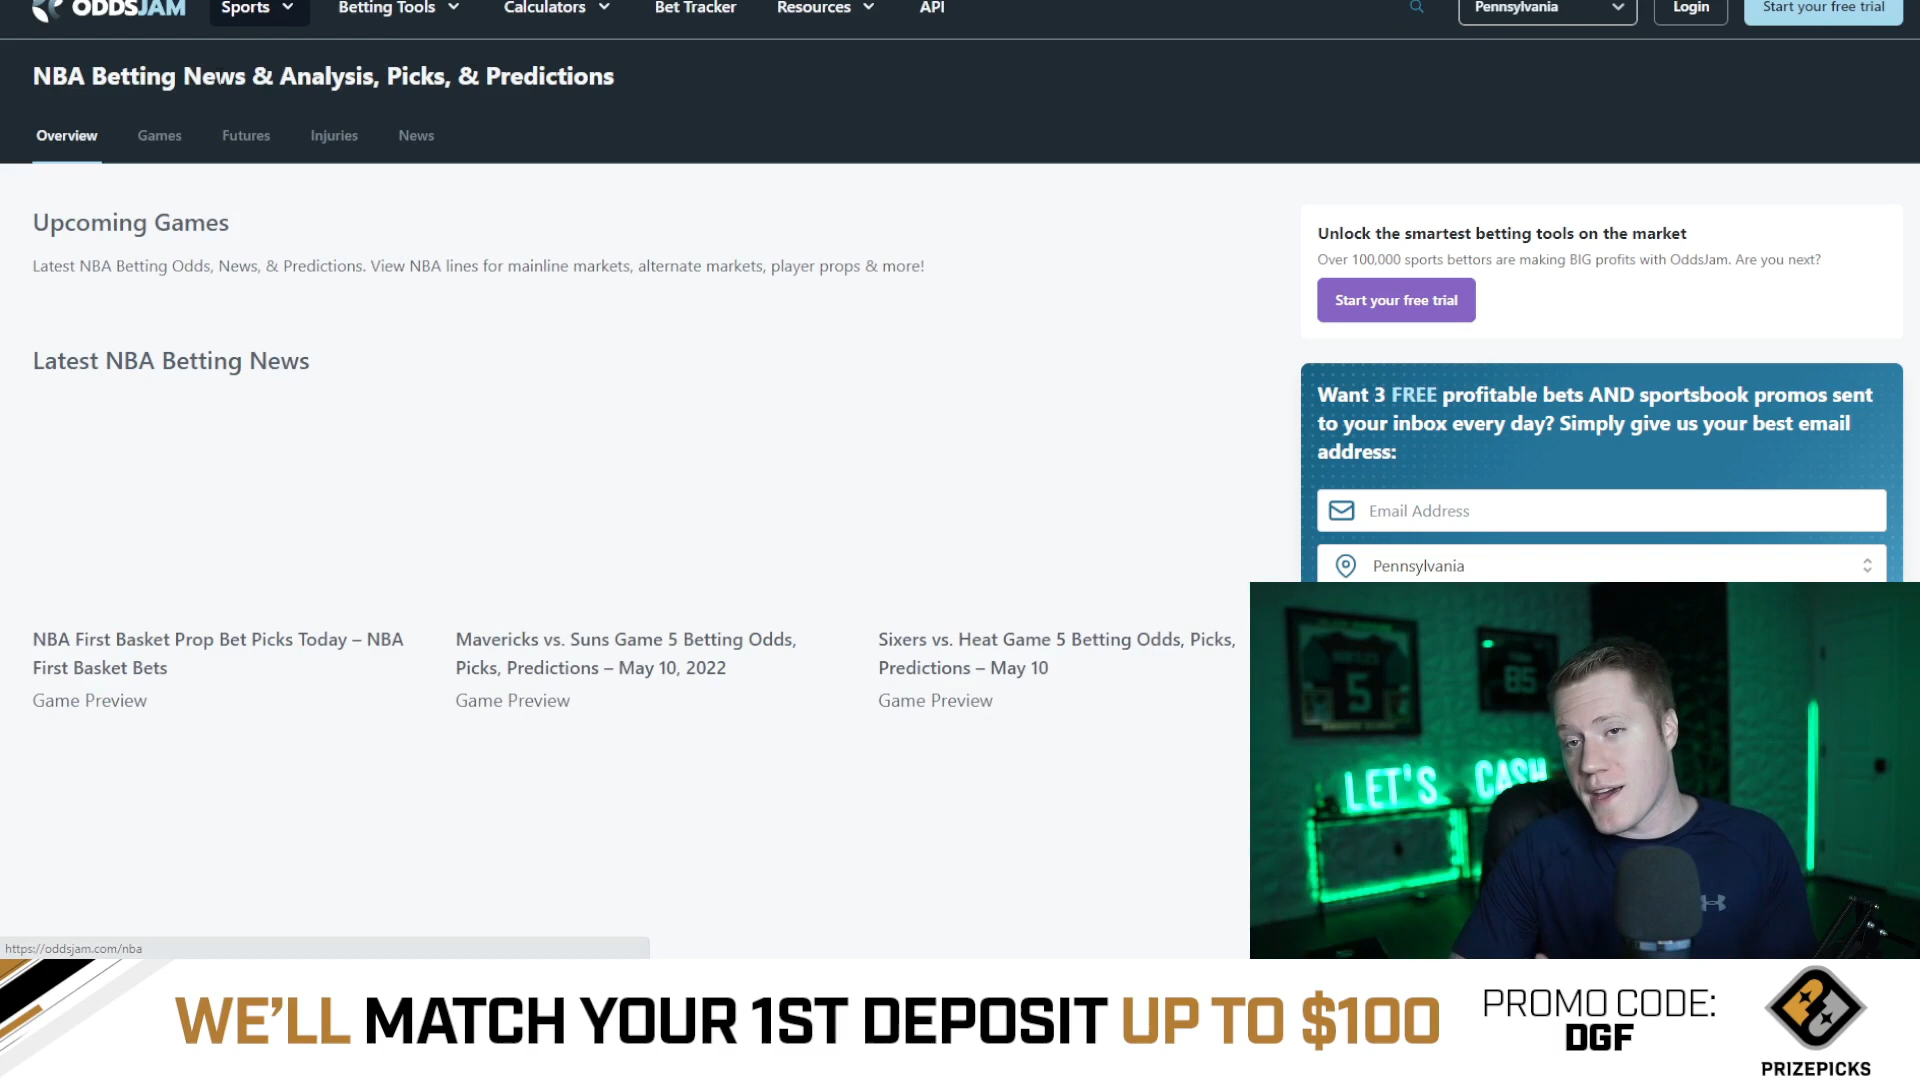 ODDSJAM
Sports
Betting Tools
Calculators
Bet Tracker
Resources
API
Pennsylvania
Login
Start your free trial
NBA Betting News & Analysis, Picks, & Predictions
Overview
Games
Futures
Injuries
News
Upcoming Games
Latest NBA Betting Odds, News, & Predictions. View NBA lines for mainline markets, alternate markets, player props & more!
Latest NBA Betting News
NBA First Basket Prop Bet Picks Today – NBA
First Basket Bets
Game Preview
Mavericks vs. Suns Game 5 Betting Odds,
Picks, Predictions – May 10, 2022
Game Preview
Sixers vs. Heat Game 5 Betting Odds, Picks,
Predictions – May 10
Game Preview
Unlock the smartest betting tools on the market
Over 100,000 sports bettors are making BIG profits with OddsJam. Are you next?
Start your free trial
Want 3 FREE profitable bets AND sportsbook promos sent
to your inbox every day? Simply give us your best email
address:
Email Address
Pennsylvania
5
85
LET'S CASH
https://oddsjam.com/nba
WE'LL MATCH YOUR 1ST DEPOSIT UP TO $100
PROMO CODE:
DGF
PRIZEPICKS